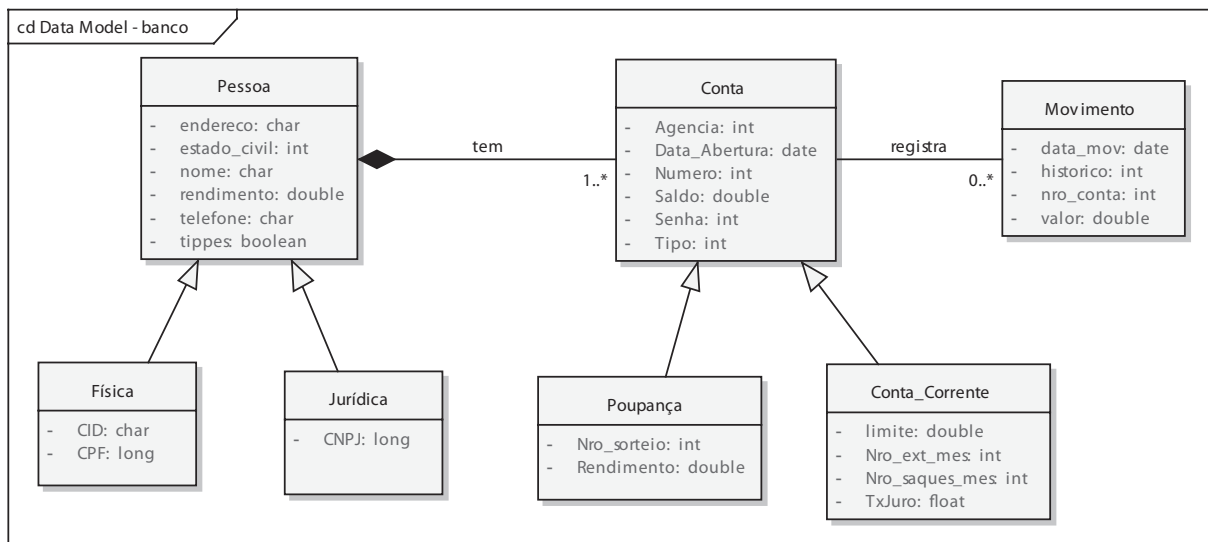 cd Data Model - banco
Pessoa
- endereco: char
- estado_civil: int
- nome: char
- rendimento: double
- telefone: char
- tippes: boolean
tem
1..*
Conta
- Agencia: int
- Data_Abertura: date
- Numero: int
- Saldo: double
- Senha: int
- Tipo: int
registra
0..*
Movimento
- data_mov: date
- historico: int
- nro_conta: int
- valor: double
Física
- CID: char
- CPF: long
Jurídica
- CNPJ: long
Poupança
- Nro_sorteio: int
- Rendimento: double
Conta_Corrente
- limite: double
- Nro_ext_mes: int
- Nro_saques_mes: int
- TxJuro: float